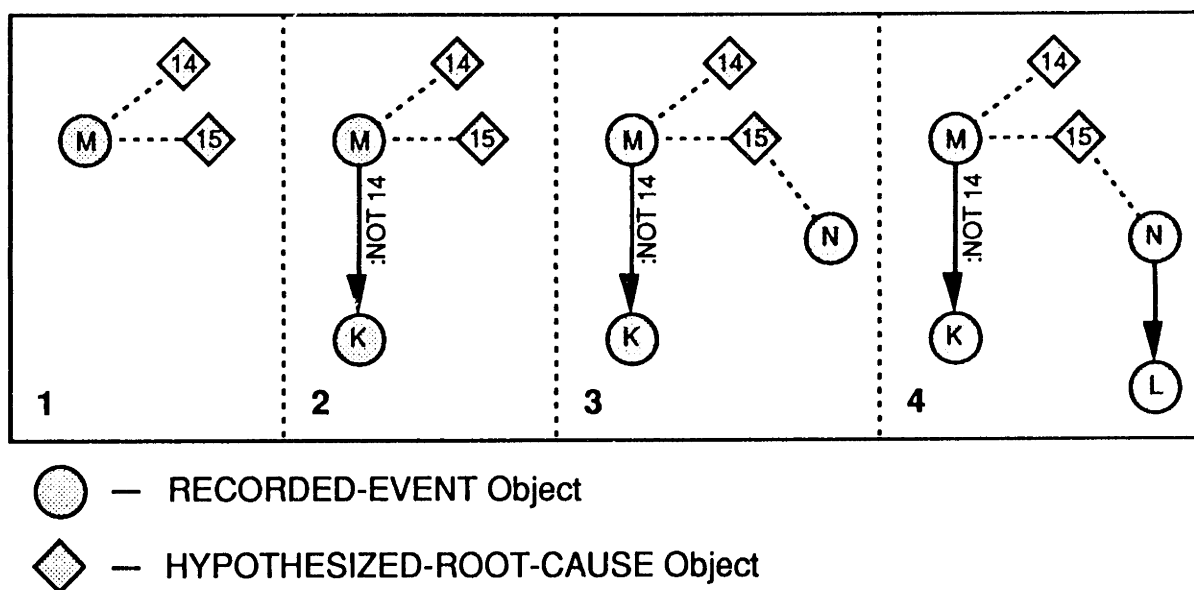 14
M
15
1
14
M
15
:NOT 14
K
2
14
M
15
:NOT 14
N
K
3
14
M
15
:NOT 14
N
K
L
4
— RECORDED-EVENT Object
— HYPOTHESIZED-ROOT-CAUSE Object